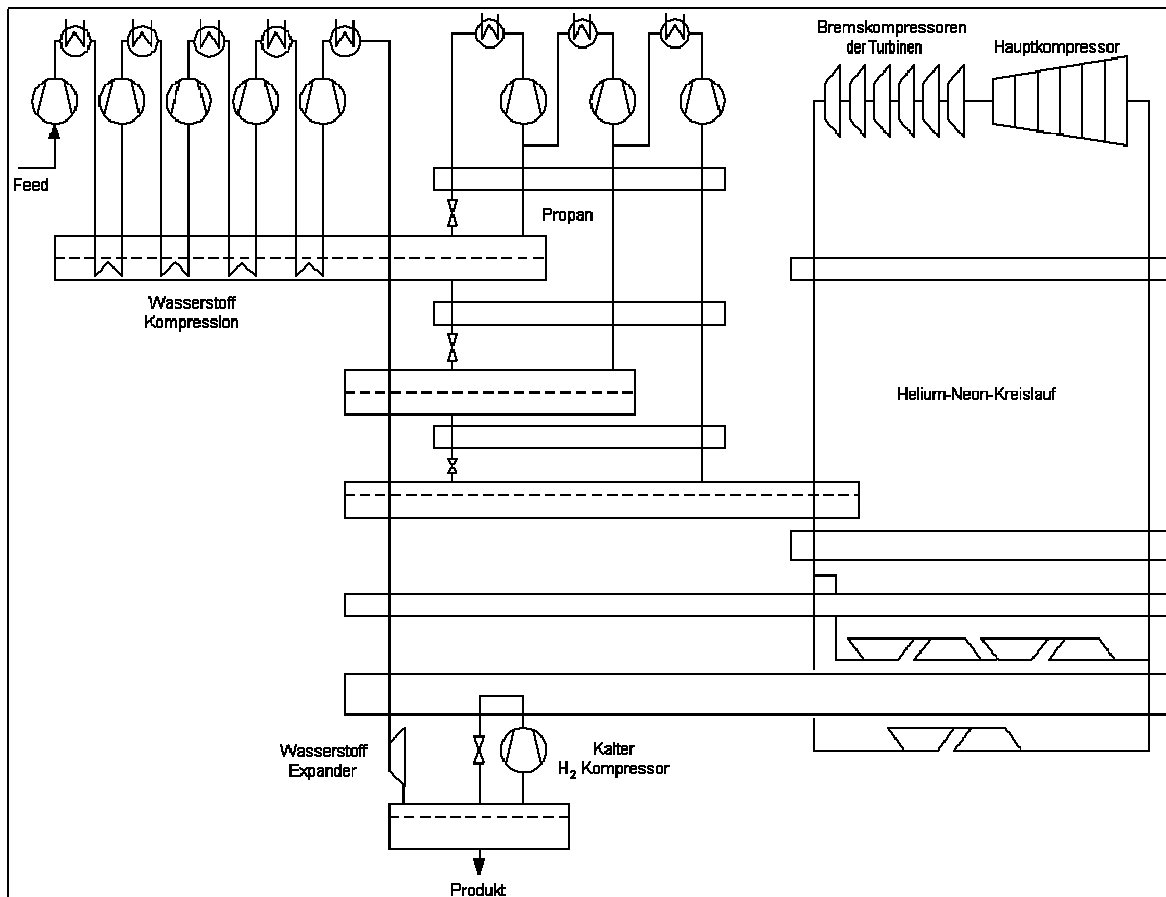 Bremskompressoren
der Turbinen
Hauptkompressor
Feed
Propan
Wasserstoff
Kompression
Helium-Neon-Kreislauf
Wasserstoff
Expander
Kalter
H₂ Kompressor
Produkt